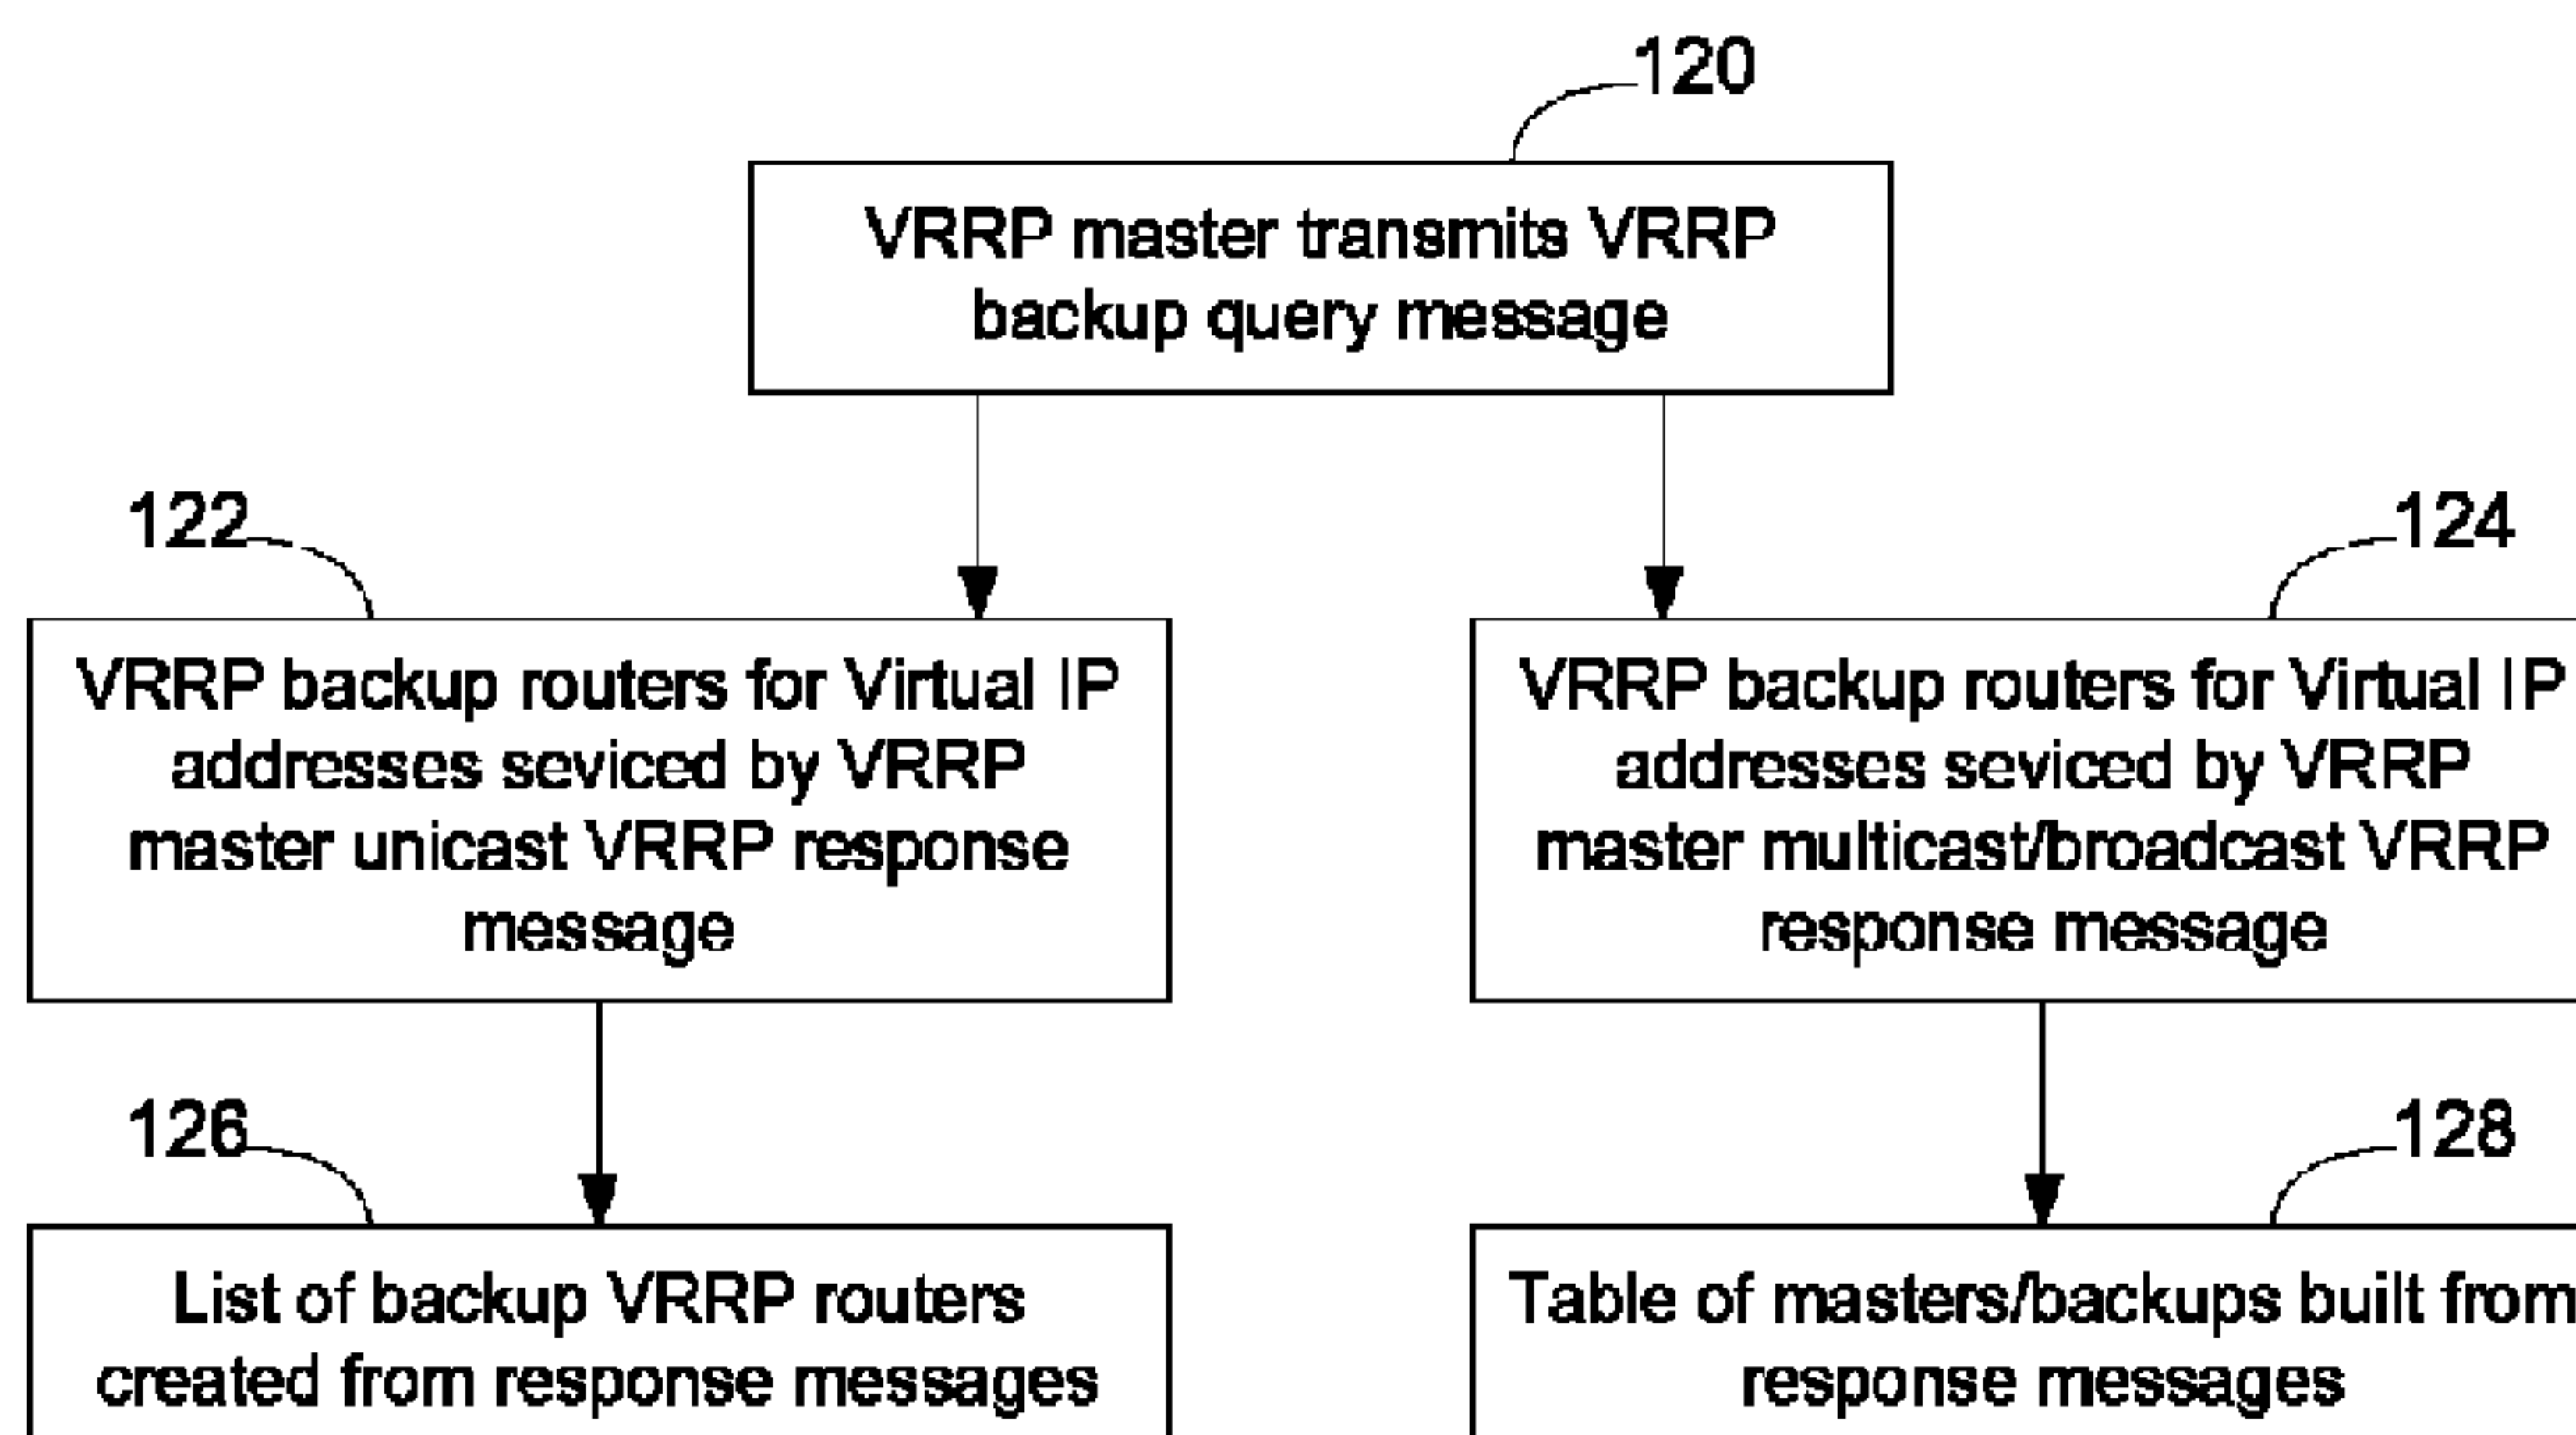 120
VRRP master transmits VRRP
backup query message
122
VRRP backup routers for Virtual IP
addresses seviced by VRRP
master unicast VRRP response
message
124
VRRP backup routers for Virtual IP
addresses seviced by VRRP
master multicast/broadcast VRRP
response message
126
List of backup VRRP routers
created from response messages
128
Table of masters/backups built from
response messages